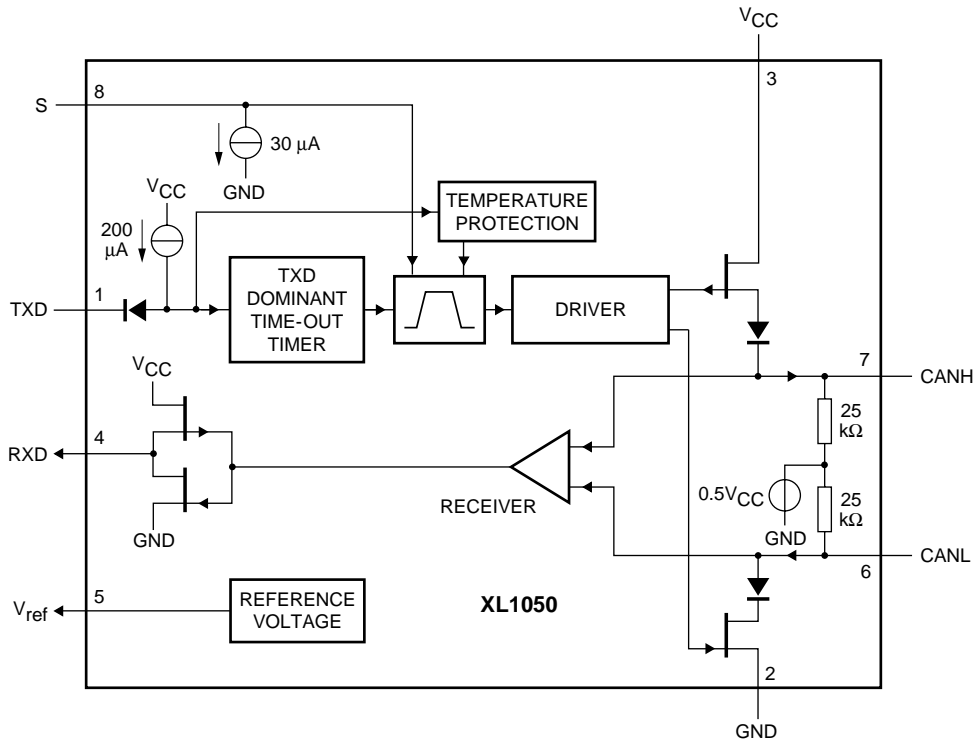 VCC
3
8
S
30 µA
GND
VCC
200
µA
TEMPERATURE
PROTECTION
1
TXD
TXD
DOMINANT
TIME-OUT
TIMER
DRIVER
7
CANH
VCC
25
kΩ
4
RXD
RECEIVER
0.5VCC
25
kΩ
GND
GND
CANL
6
5
Vref
REFERENCE
VOLTAGE
XL1050
2
GND